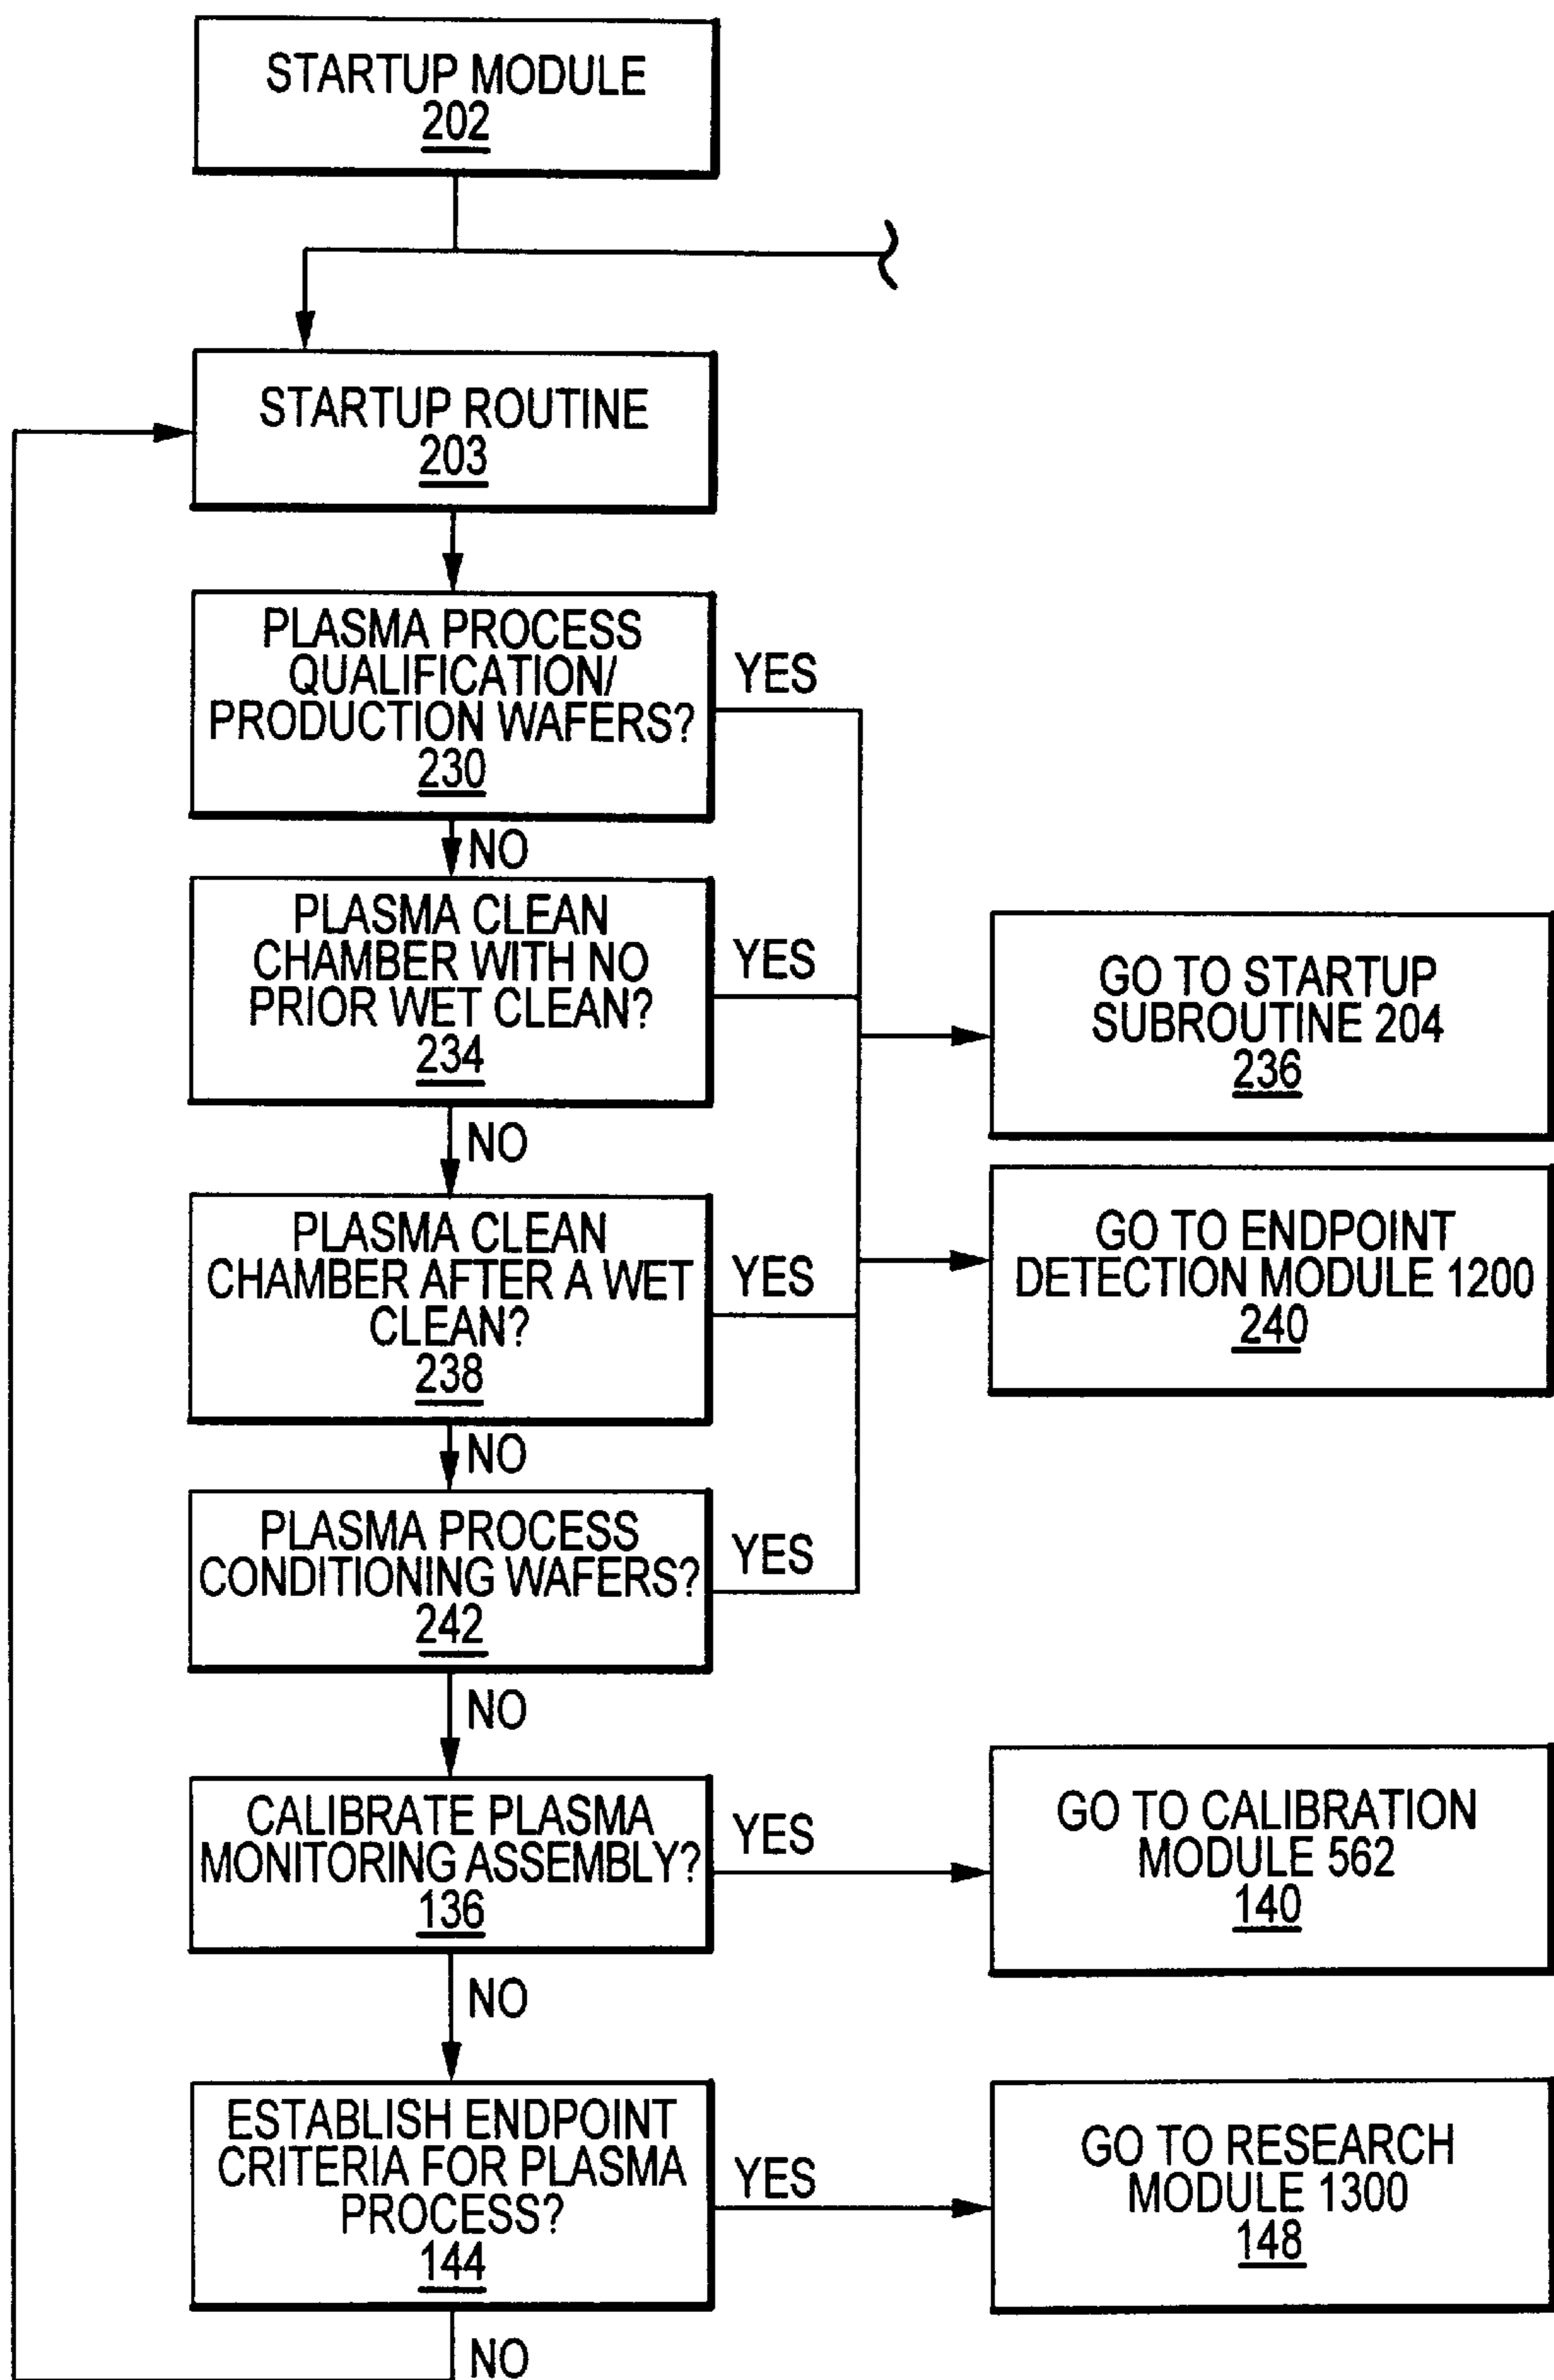 STARTUP MODULE
202
STARTUP ROUTINE
203
PLASMA PROCESS
QUALIFICATION/
PRODUCTION WAFERS?
230
YES
NO
PLASMA CLEAN
CHAMBER WITH NO
PRIOR WET CLEAN?
234
YES
GO TO STARTUP
SUBROUTINE 204
236
NO
PLASMA CLEAN
CHAMBER AFTER A WET
CLEAN?
238
YES
GO TO ENDPOINT
DETECTION MODULE 1200
240
NO
PLASMA PROCESS
CONDITIONING WAFERS?
242
YES
NO
CALIBRATE PLASMA
MONITORING ASSEMBLY?
136
YES
GO TO CALIBRATION
MODULE 562
140
NO
ESTABLISH ENDPOINT
CRITERIA FOR PLASMA
PROCESS?
144
YES
GO TO RESEARCH
MODULE 1300
148
NO